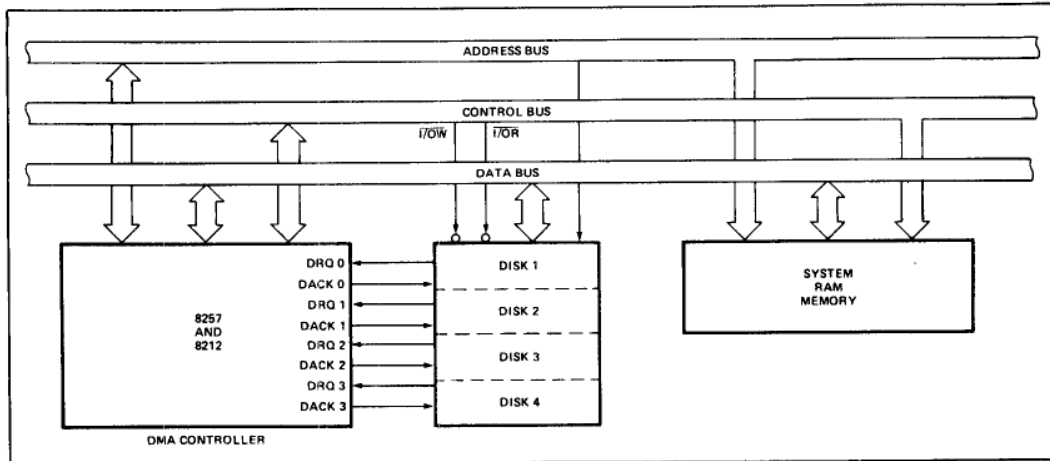 ADDRESS BUS
CONTROL BUS
I/OW
I/OR
DATA BUS
DRQ 0
DACK 0
DRQ 1
DACK 1
DRQ 2
DACK 2
DRQ 3
DACK 3
8257
AND
8212
DISK 1
DISK 2
DISK 3
DISK 4
SYSTEM
RAM
MEMORY
DMA CONTROLLER